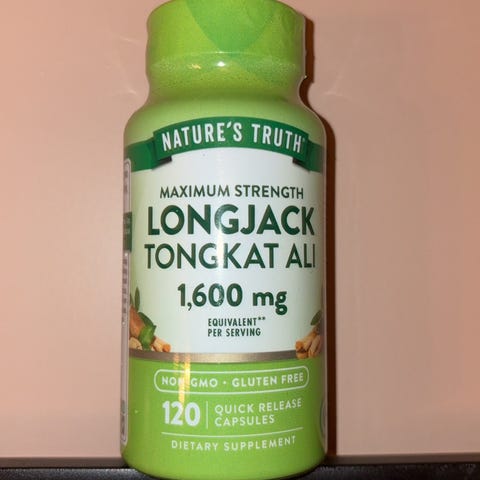 NATURE'S TRUTH
MAXIMUM STRENGTH
LONGJACK
TONGKAT ALI
1,600 mg
EQUIVALENT**
PER SERVING
NON-GMO • GLUTEN FREE
120
QUICK RELEASE
CAPSULES
DIETARY SUPPLEMENT